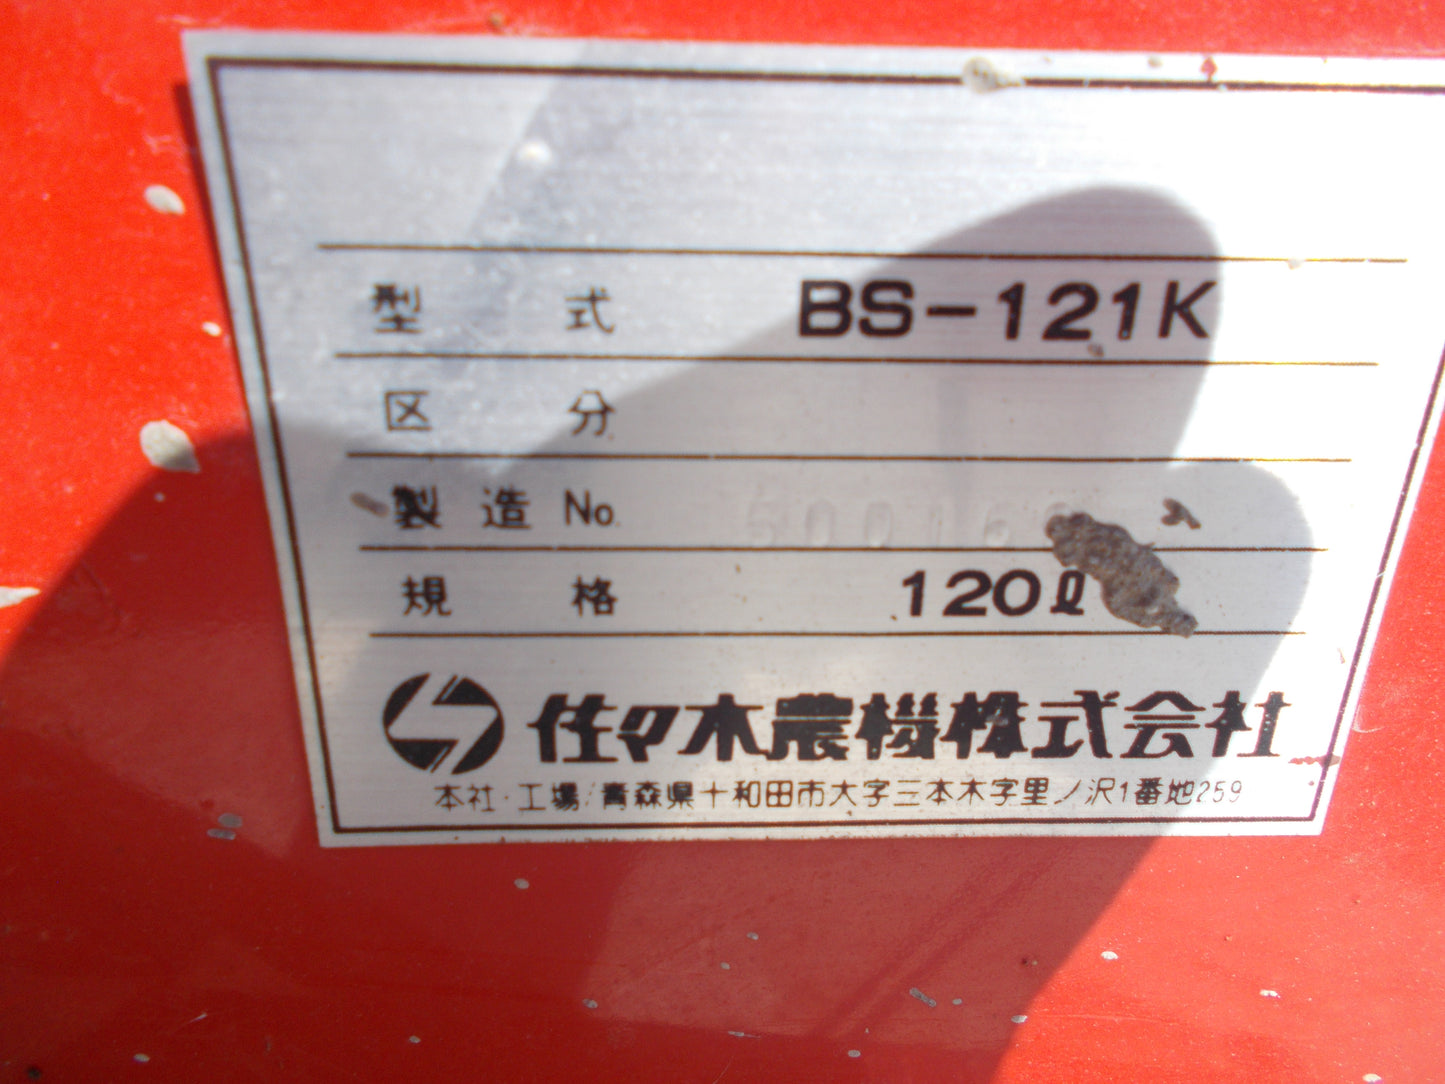 型 式 BS-121K
区 分
製 造 No.
規 格 120ℓ
佐々木農機株式会社
本社・工場/青森県十和田市大字三本木字里ノ沢1番地259